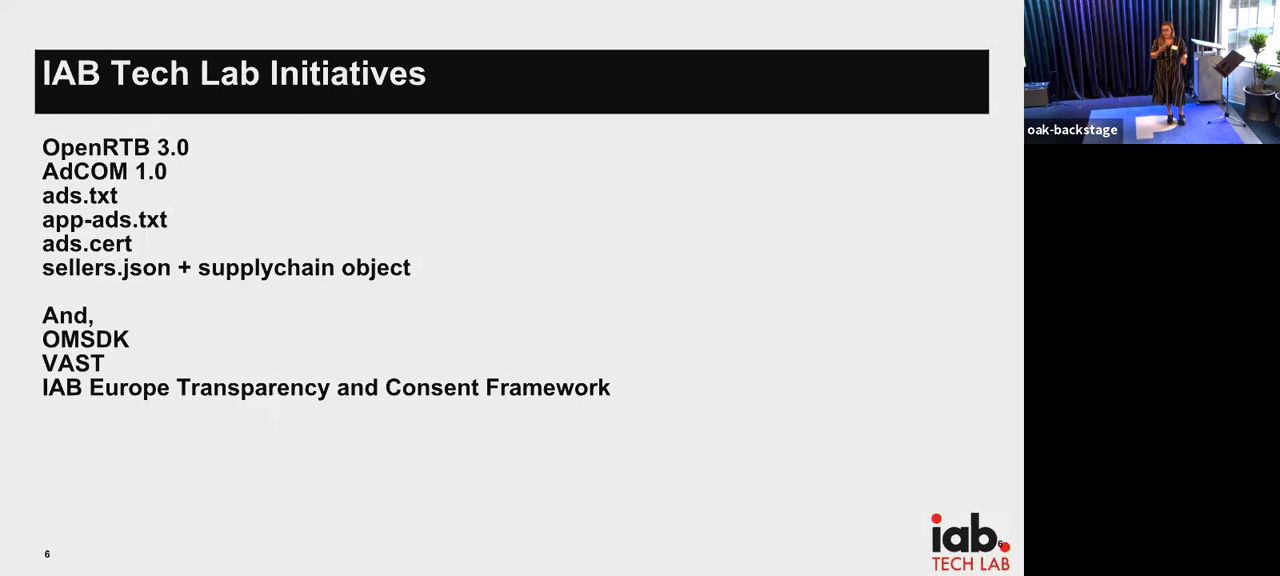 IAB Tech Lab Initiatives
OpenRTB 3.0
AdCOM 1.0
ads.txt
app-ads.txt
ads.cert
sellers.json + supplychain object
And,
OMSDK
VAST
IAB Europe Transparency and Consent Framework
6
iab.
6
TECH LAB
oak-backstage